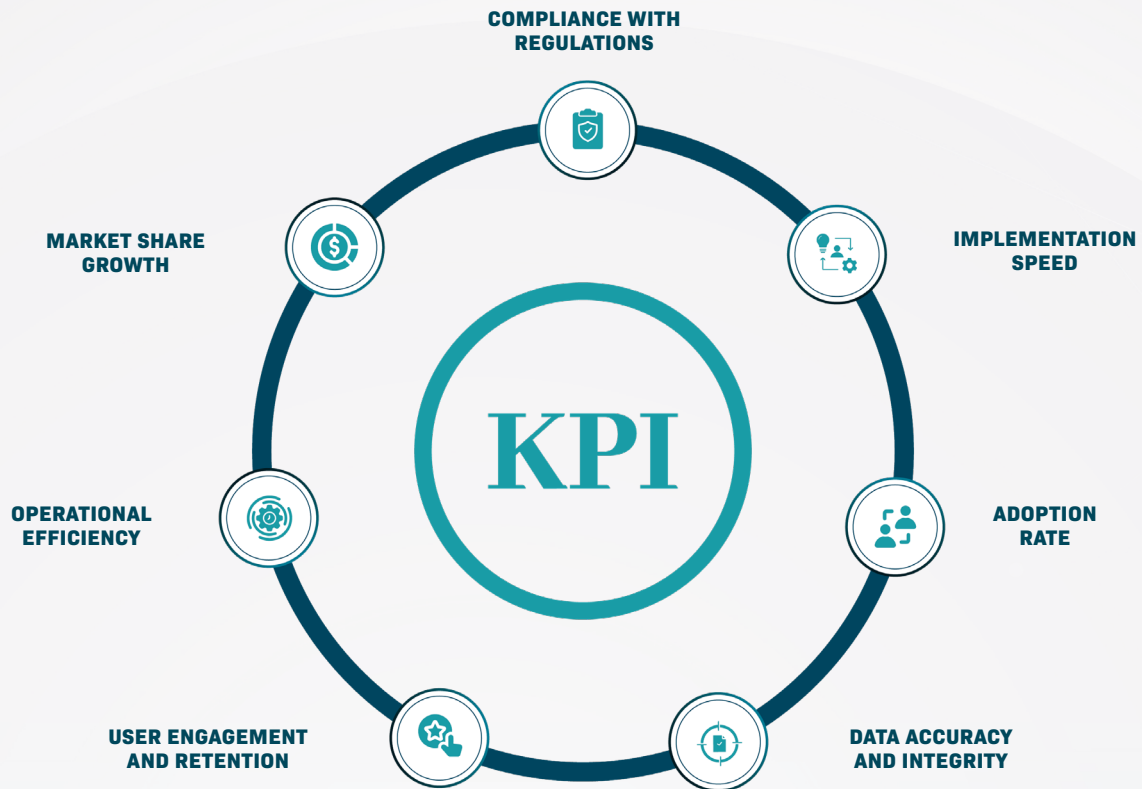 COMPLIANCE WITH
REGULATIONS
MARKET SHARE
GROWTH
IMPLEMENTATION
SPEED
KPI
OPERATIONAL
EFFICIENCY
ADOPTION
RATE
USER ENGAGEMENT
AND RETENTION
DATA ACCURACY
AND INTEGRITY